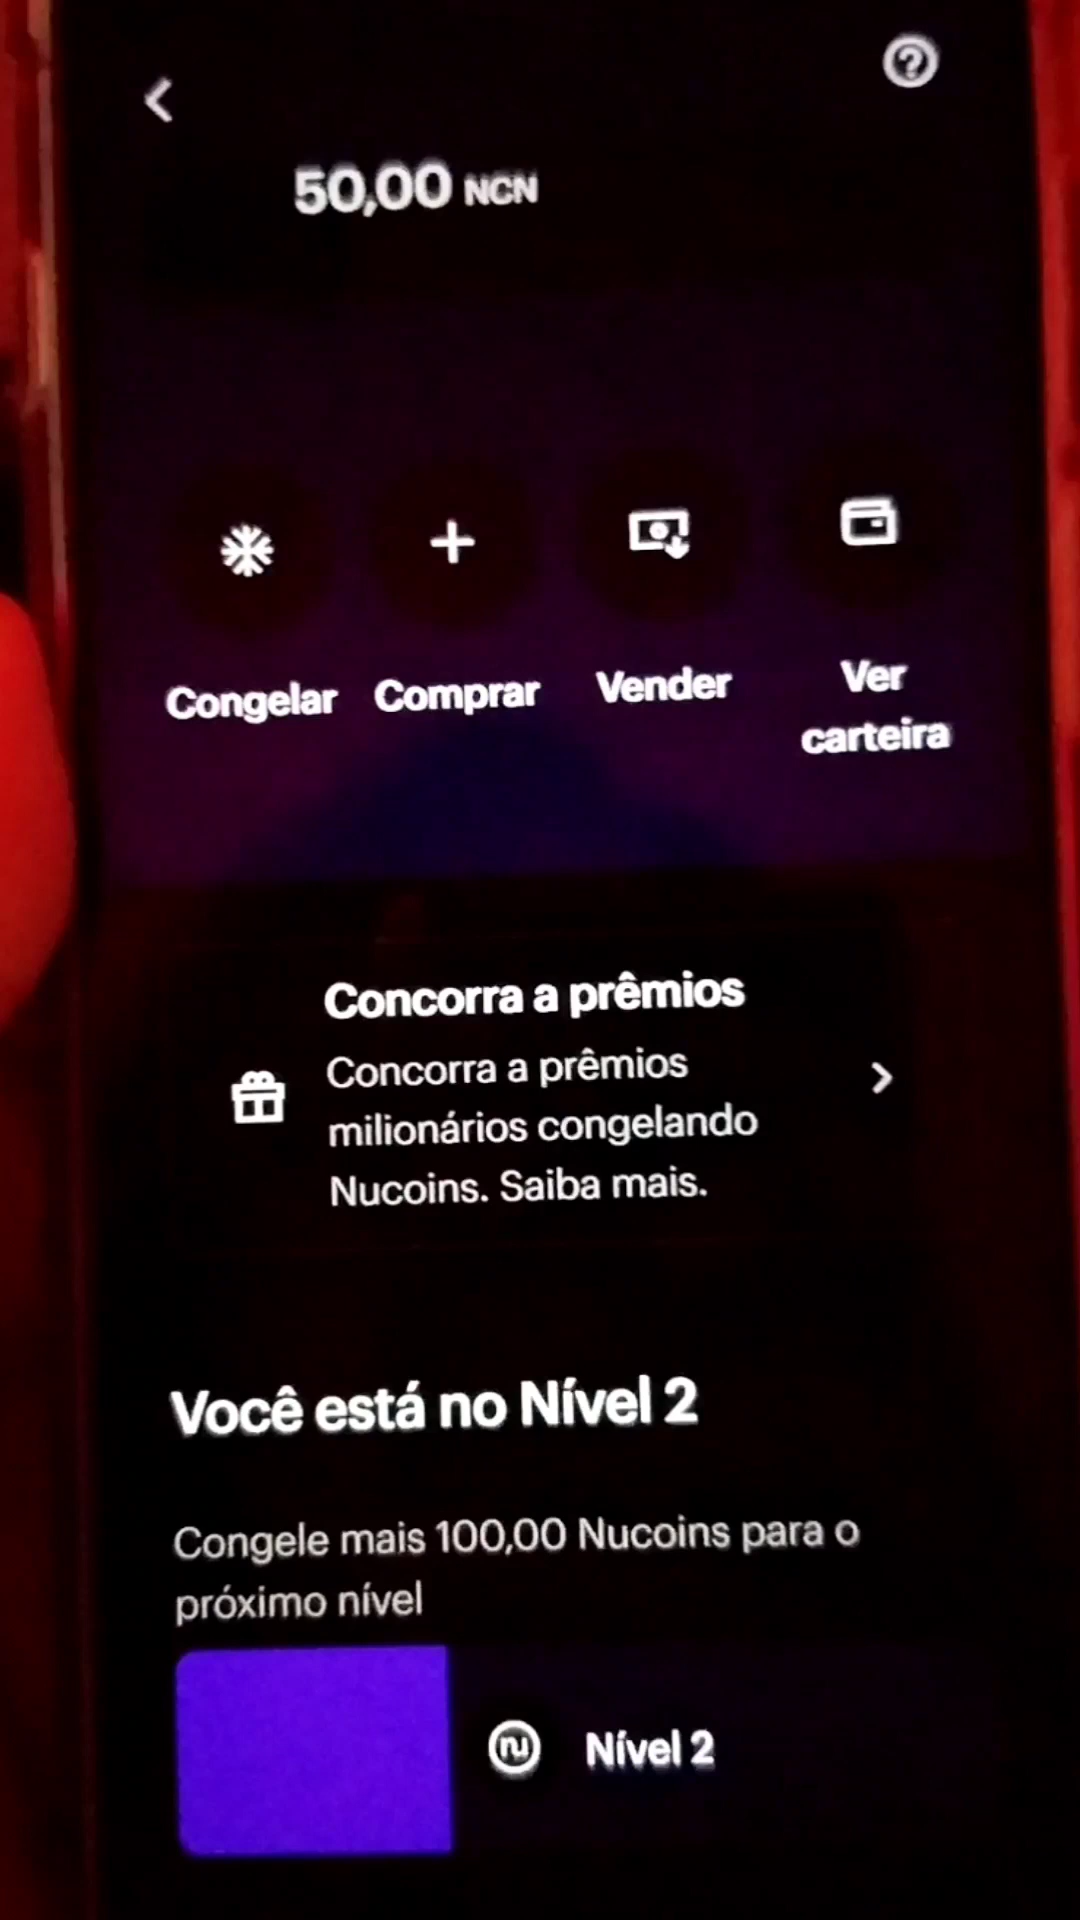 50,00 NCN
Congelar
Comprar
Vender
Ver
carteira
Concorra a prêmios
Concorra a prêmios
milionários congelando
Nucoins. Saiba mais.
Você está no Nível 2
Congele mais 100,00 Nucoins para o
próximo nível
Nível 2